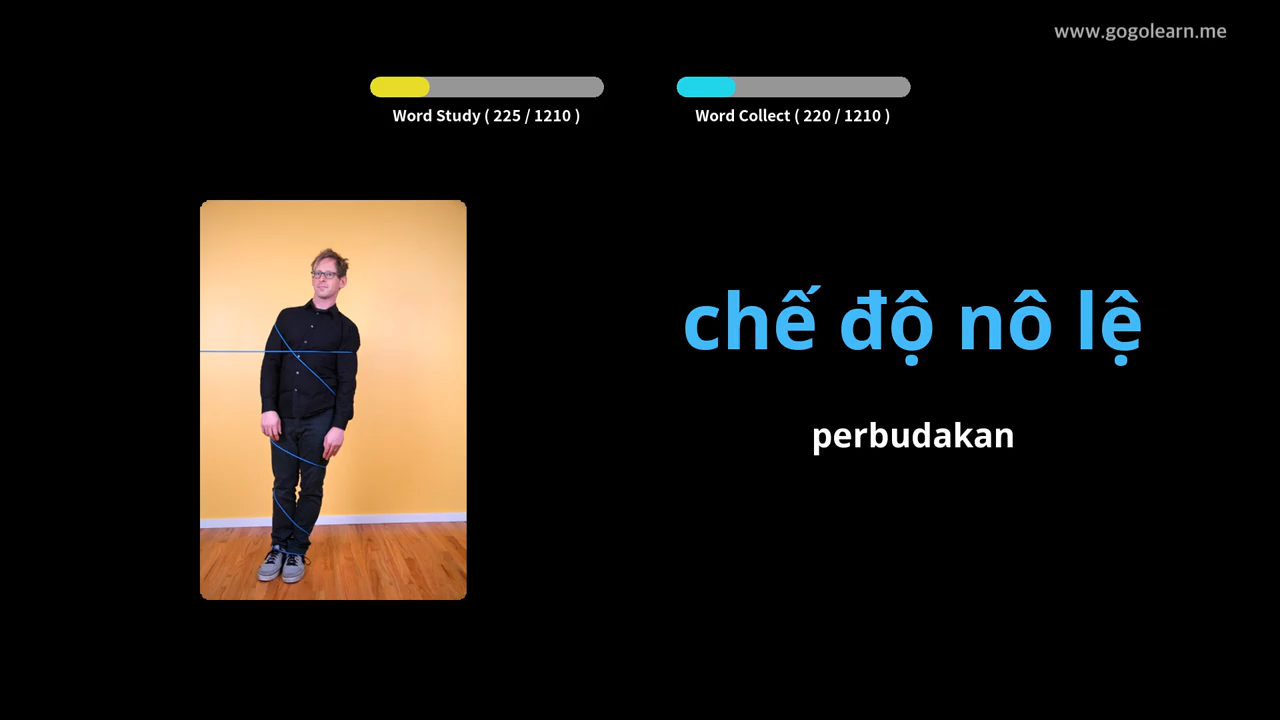 www.gogolearn.me
Word Study ( 225 / 1210 )
Word Collect ( 220 / 1210 )
chế độ nô lệ
perbudakan